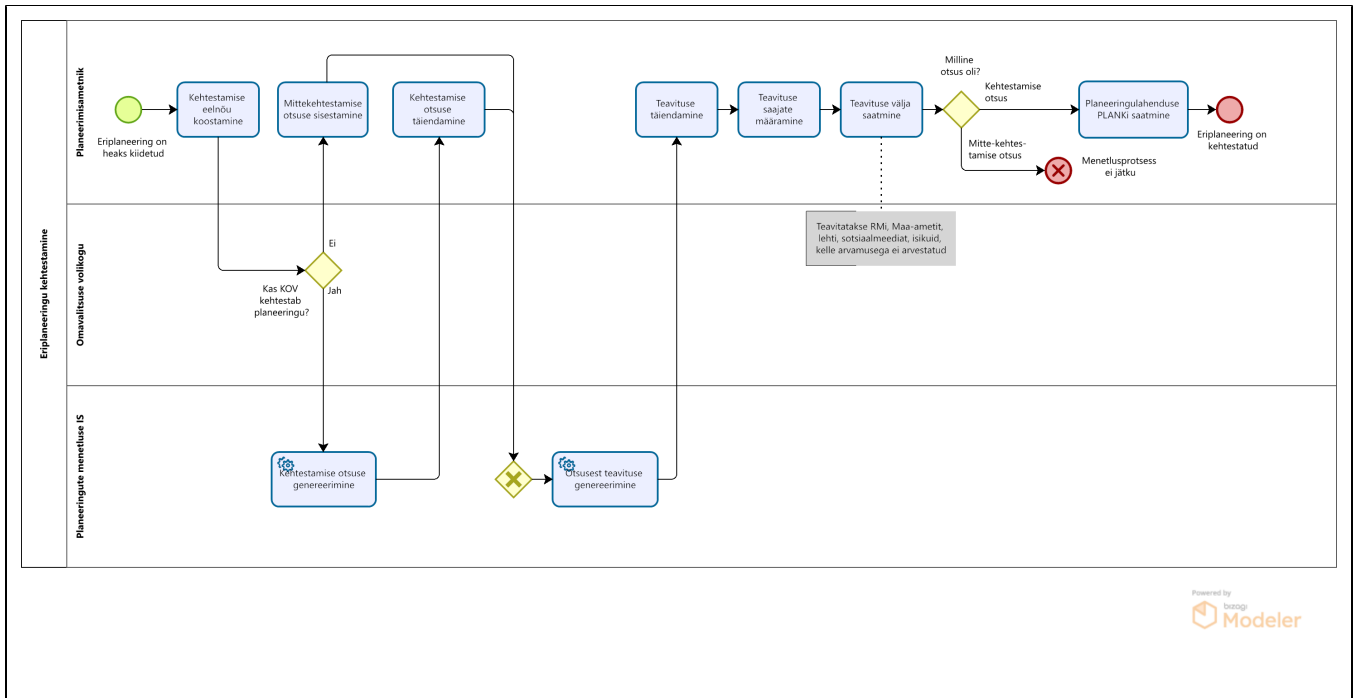 Eriplaneeringu kehtestamine
Planeerimisametnik
Eriplaneering on
heaks kiidetud
Kehtestamise
eelnõu
koostamine
Mittekehtestamise
otsuse sisestamine
Kehtestamise
otsuse
täiendamine
Teavituse
täiendamine
Teavituse
saajate
määramine
Teavituse välja
saatmine
Milline
otsus oli?
Kehtestamise
otsus
Planeeringulahenduse
PLANKi saatmine
Eriplaneering on
kehtestatud
Mitte-kehtes-
tamise otsus
Menetlusprotsess
ei jätku
Omavalitsuse volikogu
Ei
Jah
Kas KOV
kehtestab
planeeringu?
Teavitatakse RMi, Maa-ametit,
lehti, sotsiaalmeediat, isikuid,
kelle arvamusega ei arvestatud
Planeeringute menetluse IS
Kehtestamise otsuse
genereerimine
Otsusest teavituse
genereerimine
Powered by
bizagi
Modeler